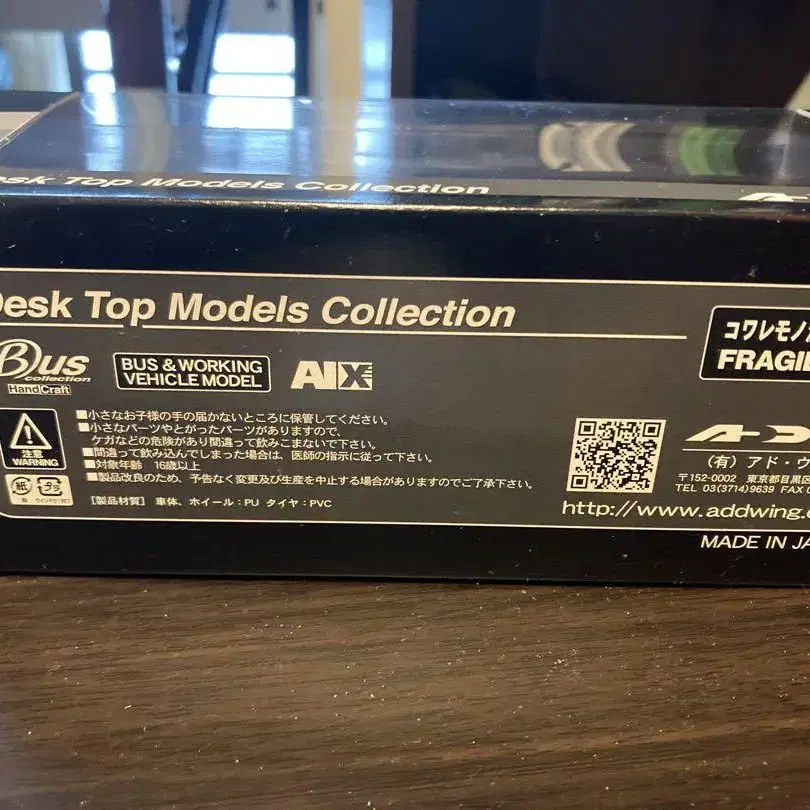 Desk Top Models Collection
Desk Top Models Collection
コワレモノ
FRAGILE
Bus
collection
HandCraft
BUS & WORKING
VEHICLE MODEL
AIX
注意
WARNING
■小さなお子様の手の届かないところに保管してください。
■小さなパーツやとがったパーツがありますので、
ケガなどの危険があり間違って飲みこまないで下さい。
■間違って飲み込んでしまった場合は、医師の指示に従って下さい。
■対象年齢 16歳以上
■製品改良のため、予告なく変更及び生産を中止する場合がありますのでご了承下さい。
紙
プラ
[製品材質] 車体、ホイール:PU タイヤ:PVC
(有) アド・ウ
〒152-0002 東京都目黒区
TEL 03(3714)9639 FAX 0
http://www.addwing.
MADE IN JA